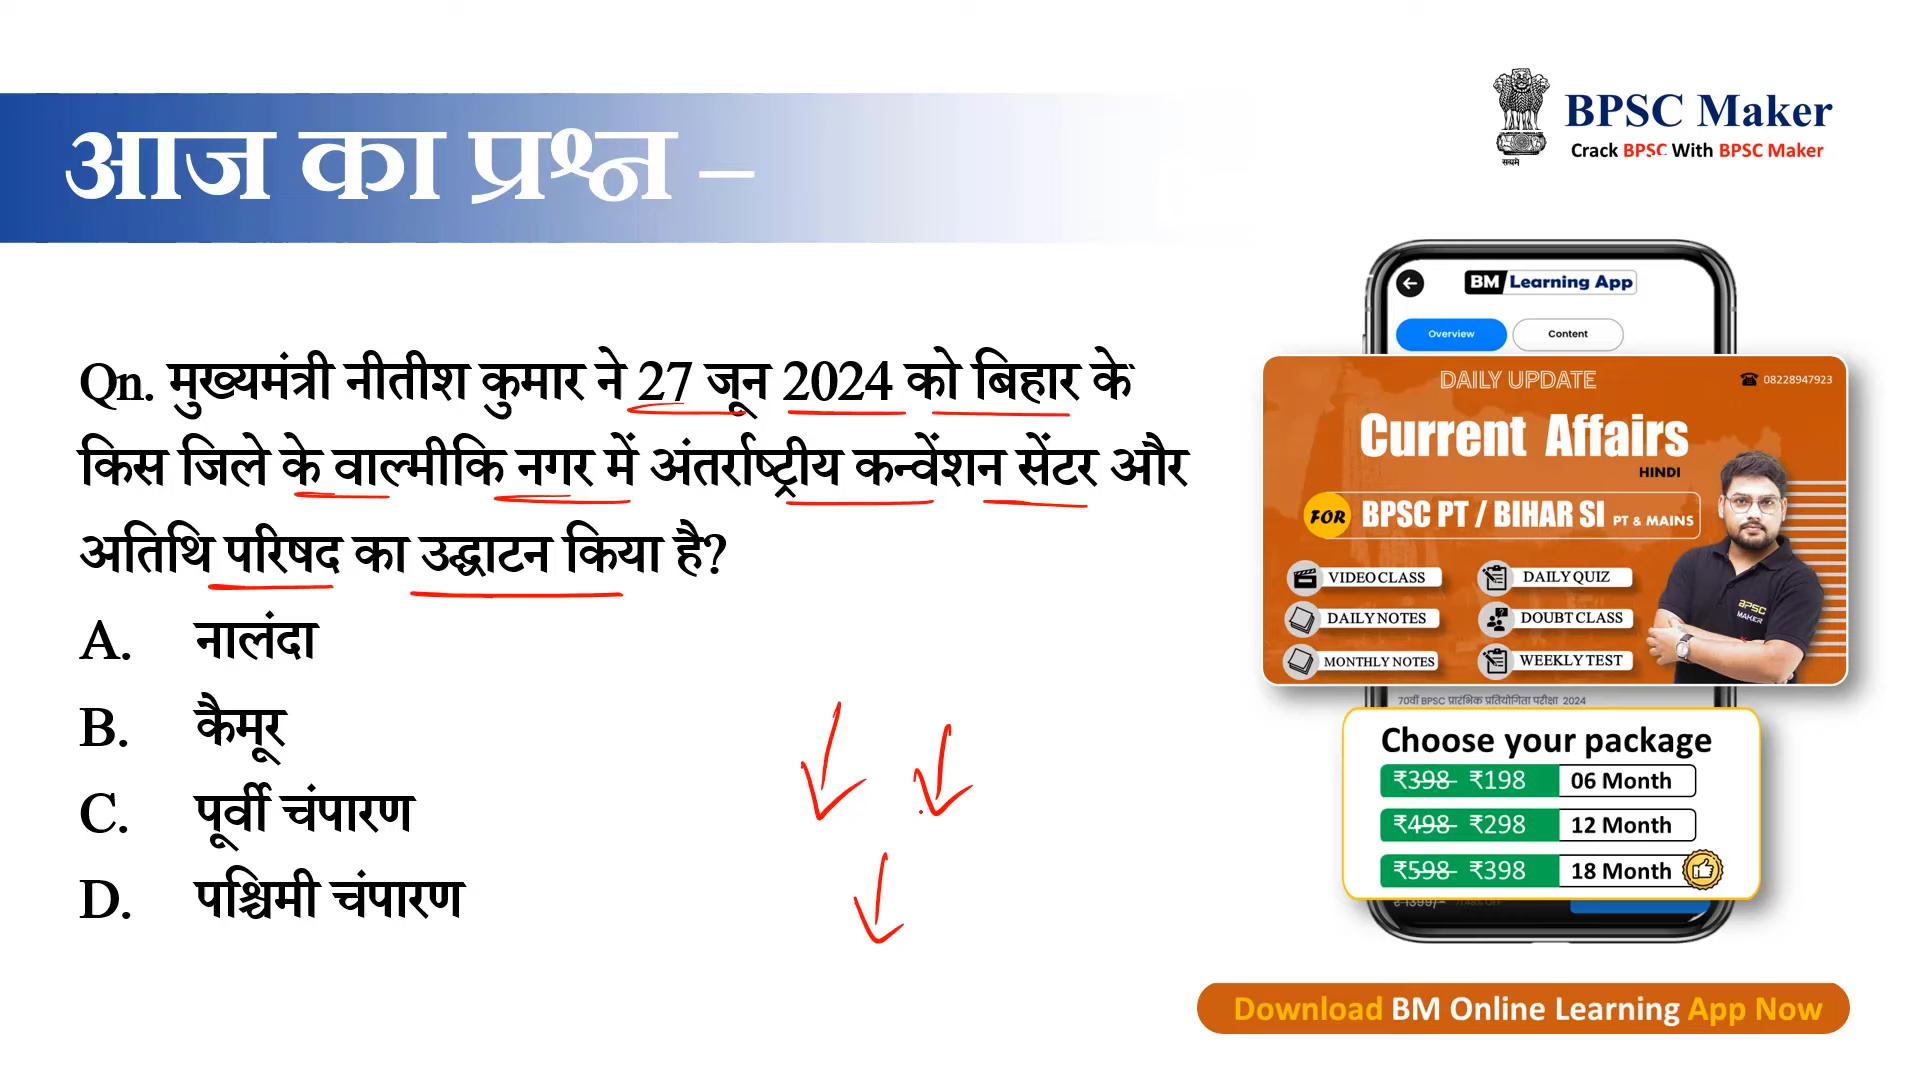 आज का प्रश्न –
सत्यमे
BPSC Maker
Crack BPSC With BPSC Maker
Qn. मुख्यमंत्री नीतीश कुमार ने 27 जून 2024 को बिहार के
किस जिले के वाल्मीकि नगर में अंतर्राष्ट्रीय कन्वेंशन सेंटर और
अतिथि परिषद का उद्घाटन किया है?
A. नालंदा
B. कैमूर
C. पूर्वी चंपारण
D. पश्चिमी चंपारण
BM Learning App
Overview Content
DAILY UPDATE
08228947923
Current Affairs
HINDI
FOR BPSC PT / BIHAR SI PT & MAINS
VIDEO CLASS DAILY QUIZ
DAILY NOTES DOUBT CLASS
MONTHLY NOTES WEEKLY TEST
BPSC
MAKER
70वीं BPSC प्रारंभिक प्रतियोगिता परीक्षा 2024
Choose your package
₹398 ₹198 06 Month
₹498 ₹298 12 Month
₹598 ₹398 18 Month
Download BM Online Learning App Now